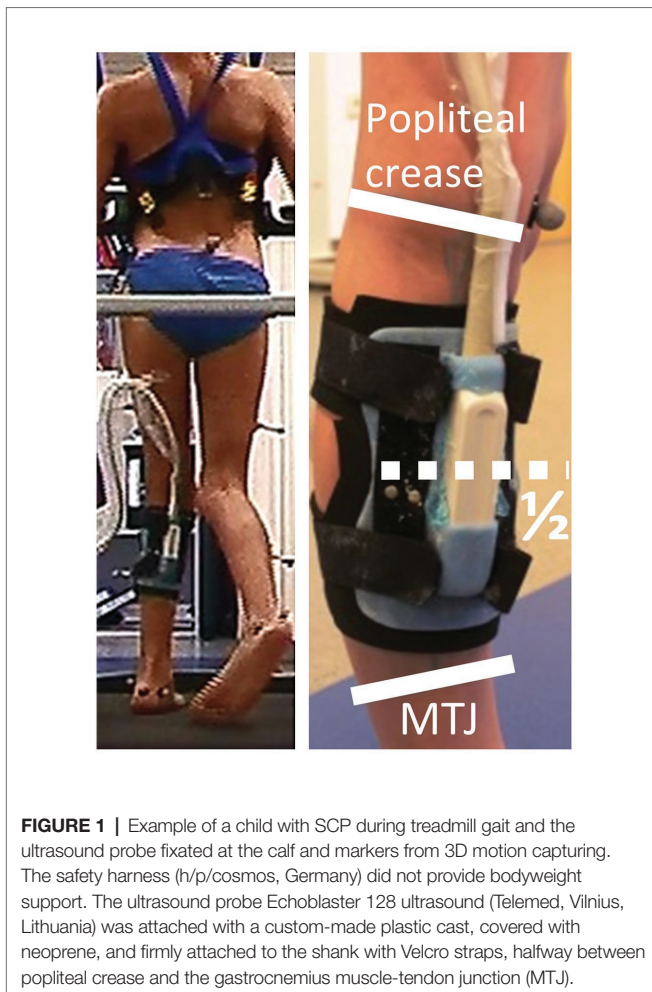 Popliteal
crease
½
MTJ
FIGURE 1 | Example of a child with SCP during treadmill gait and the
ultrasound probe fixated at the calf and markers from 3D motion capturing.
The safety harness (h/p/cosmos, Germany) did not provide bodyweight
support. The ultrasound probe Echoblaster 128 ultrasound (Telemed, Vilnius,
Lithuania) was attached with a custom-made plastic cast, covered with
neoprene, and firmly attached to the shank with Velcro straps, halfway between
popliteal crease and the gastrocnemius muscle-tendon junction (MTJ).